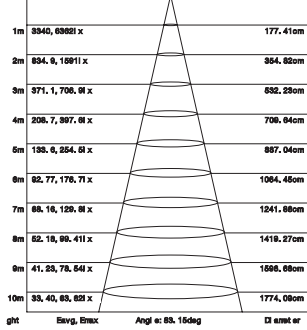 1m 3340, 6362lx 177.41cm
2m 834.9, 1591lx 354.82cm
3m 371.1, 706.9lx 532.23cm
4m 208.7, 397.6lx 709.64cm
5m 133.6, 254.5lx 887.04cm
6m 92.77, 176.7lx 1064.45cm
7m 68.16, 129.8lx 1241.86cm
8m 52.18, 99.41lx 1419.27cm
9m 41.23, 78.54lx 1596.68cm
10m 33.40, 63.62lx 1774.09cm
ght Eavg, Emax Angle: 83.15deg Diameter